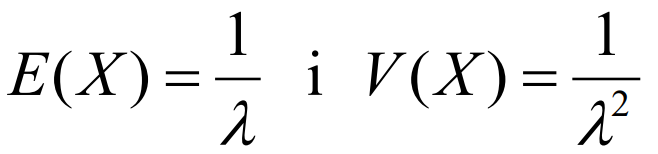 E(X) = 1/λ i V(X) = 1/λ²